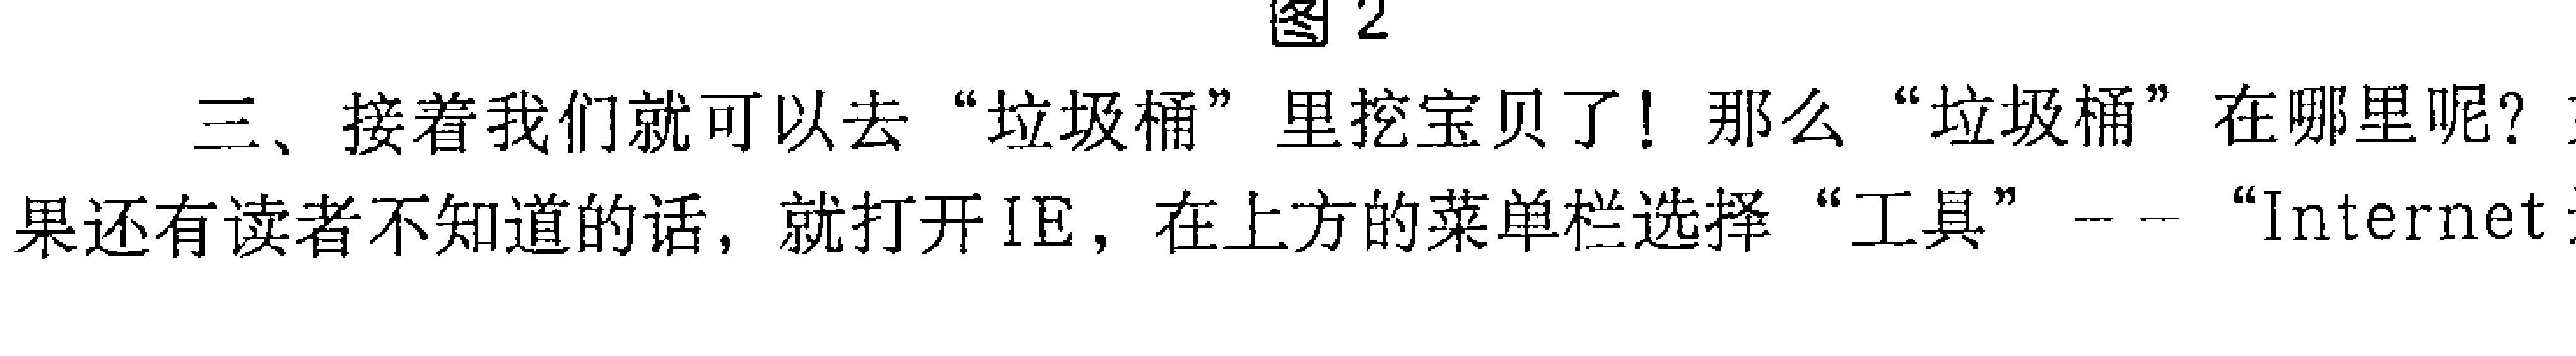 图 2
三、接着我们就可以去“垃圾桶”里挖宝贝了！那么“垃圾桶”在哪里呢？
果还有读者不知道的话，就打开IE，在上方的菜单栏选择“工具”－－“Internet